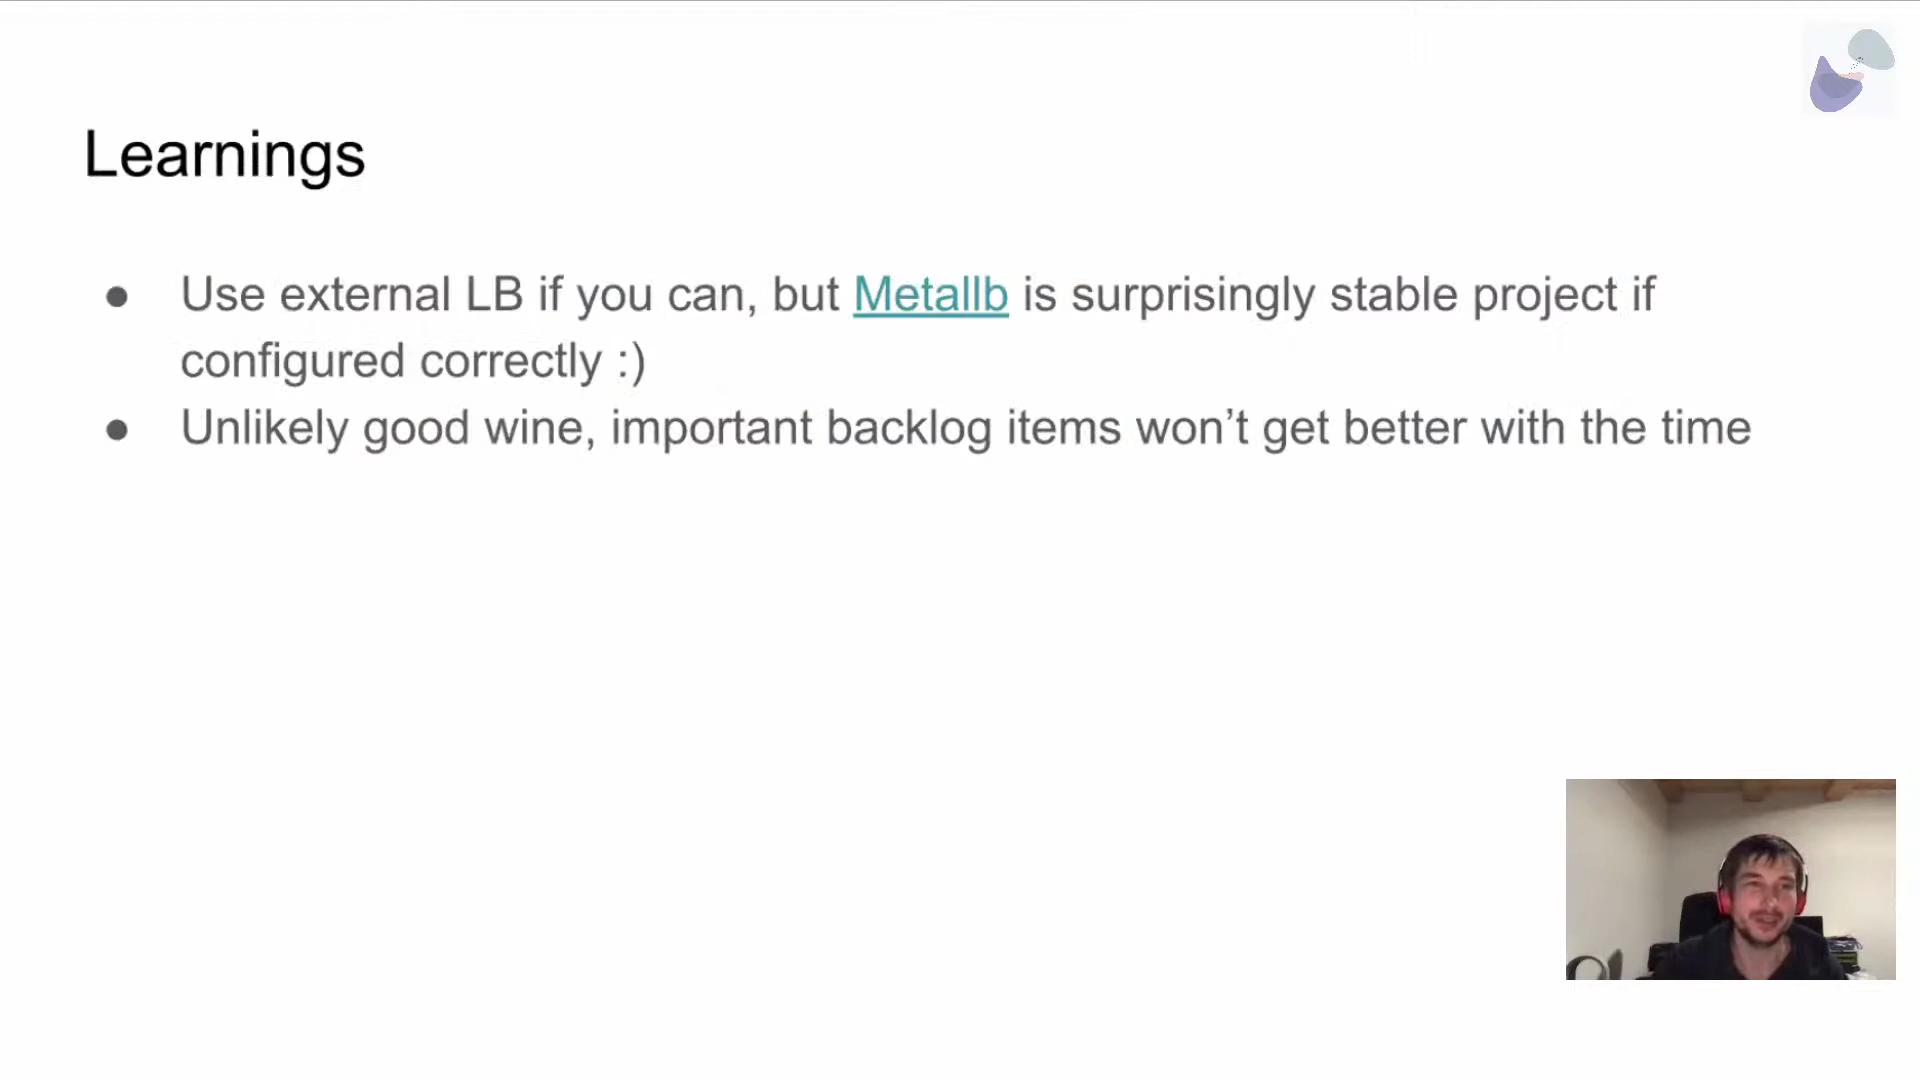 Learnings
● Use external LB if you can, but Metallb is surprisingly stable project if
configured correctly :)
● Unlikely good wine, important backlog items won’t get better with the time